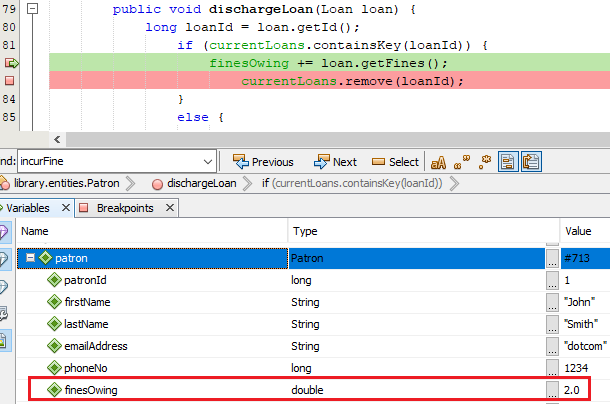 79 public void dischargeLoan(Loan loan) {
80 long loanId = loan.getId();
81 if (currentLoans.containsKey(loanId)) {
finesOwing += loan.getFines();
currentLoans.remove(loanId);
84 }
85 else {
nd: incurFine Previous Next Select aA
library.entities.Patron dischargeLoan if (currentLoans.containsKey(loanId))
Variables Breakpoints
Name Type Value
patron Patron ... #713
patronId long ... 1
firstName String ... "John"
lastName String ... "Smith"
emailAddress String ... "dotcom"
phoneNo long ... 1234
finesOwing double ... 2.0